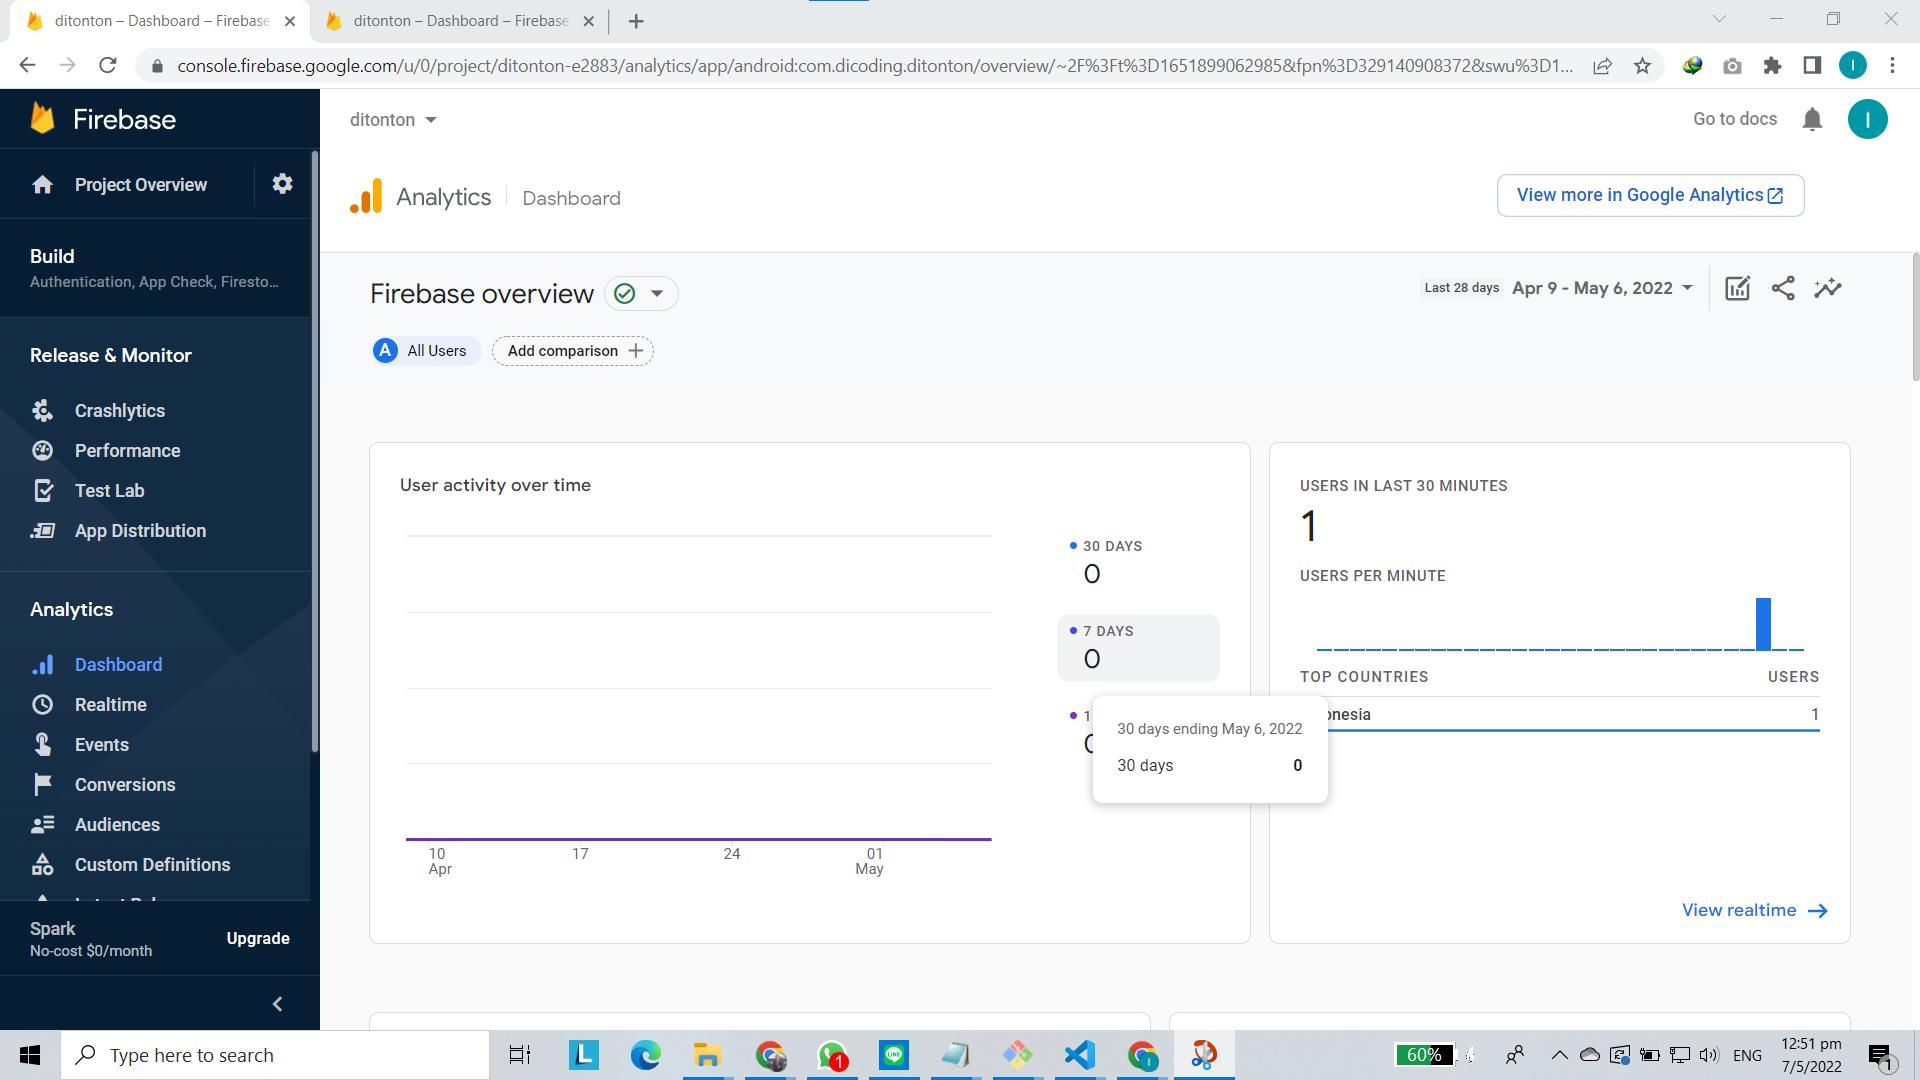 ditonton – Dashboard – Firebase
ditonton – Dashboard – Firebase
console.firebase.google.com/u/0/project/ditonton-e2883/analytics/app/android:com.dicoding.ditonton/overview/~2F%3Ft%3D1651899062985&fpn%3D329140908372&swu%3D1...
I
Firebase
ditonton
Go to docs
I
Project Overview
Analytics
Dashboard
View more in Google Analytics
Build
Authentication, App Check, Firesto...
Firebase overview
Last 28 days
Apr 9 - May 6, 2022
A
All Users
Add comparison
Release & Monitor
Crashlytics
Performance
Test Lab
App Distribution
Analytics
Dashboard
Realtime
Events
Conversions
Audiences
Custom Definitions
Spark
No-cost $0/month
Upgrade
User activity over time
30 DAYS
0
7 DAYS
0
1
0
30 days ending May 6, 2022
30 days
0
10
Apr
17
24
01
May
USERS IN LAST 30 MINUTES
1
USERS PER MINUTE
TOP COUNTRIES
USERS
onesia
1
View realtime
Type here to search
L
LINE
1
I
60%
ENG
12:51 pm
7/5/2022
1